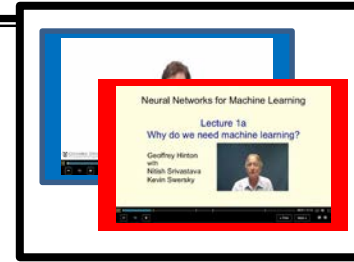 Neural Networks for Machine Learning
Lecture 1a
Why do we need machine learning?
Geoffrey Hinton
with
Nitish Srivastava
Kevin Swersky